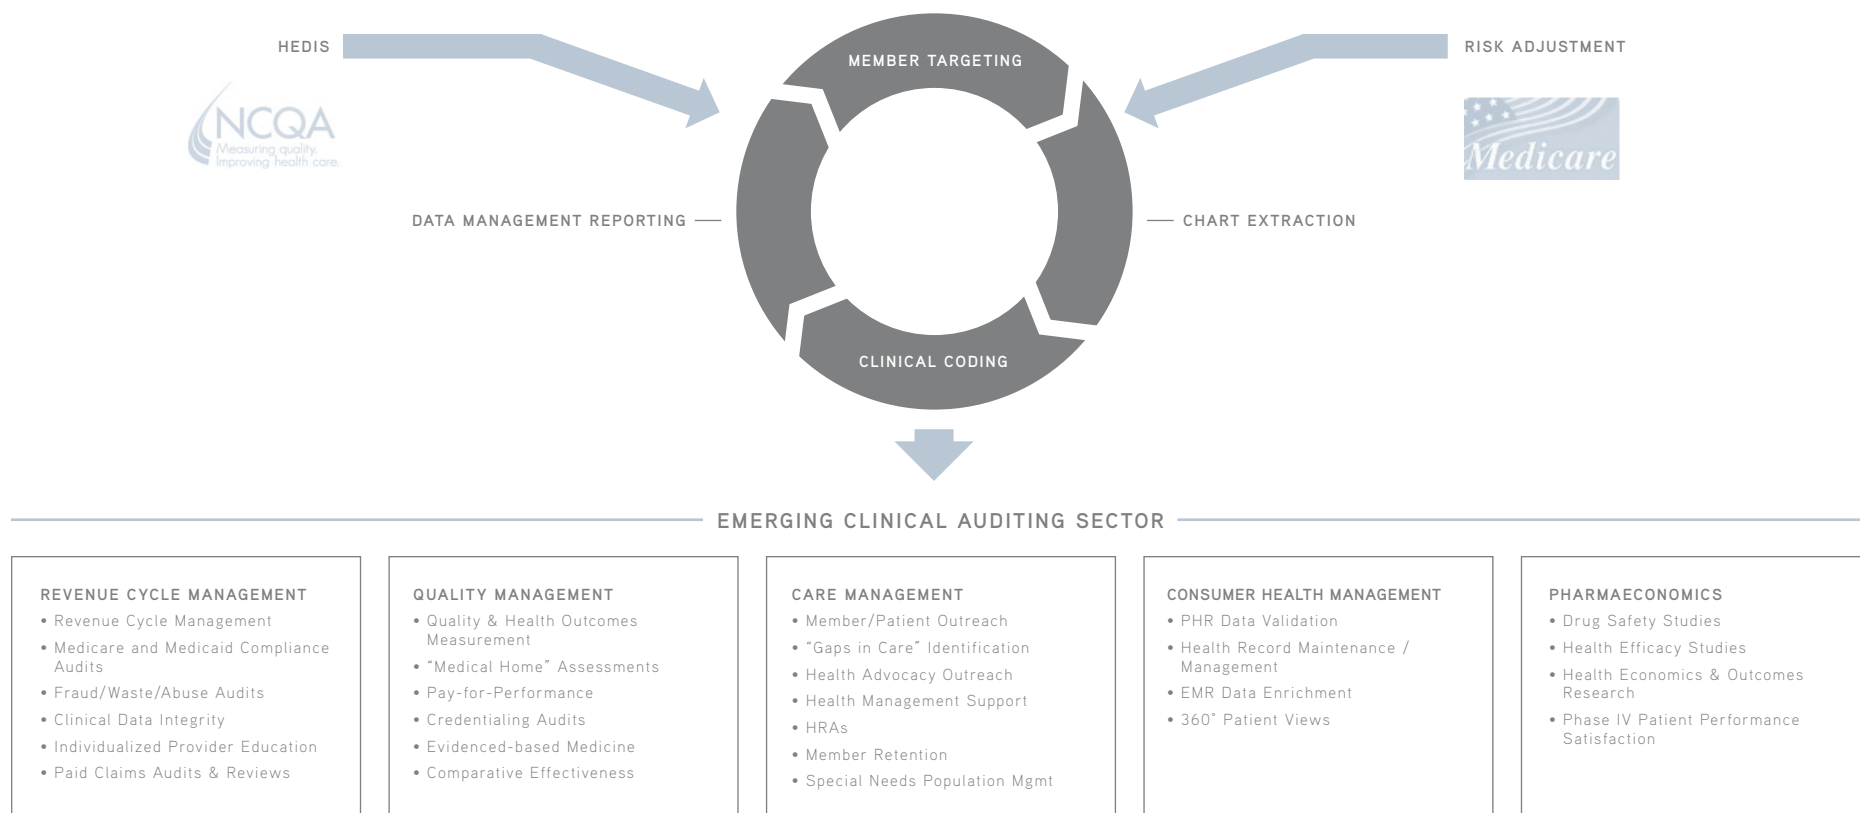 MEMBER TARGETING
HEDIS
RISK ADJUSTMENT
NCQA
Measuring quality.
Improving health care.
Medicare
DATA MANAGEMENT REPORTING
CHART EXTRACTION
CLINICAL CODING
EMERGING CLINICAL AUDITING SECTOR
REVENUE CYCLE MANAGEMENT
• Revenue Cycle Management
• Medicare and Medicaid Compliance
Audits
• Fraud/Waste/Abuse Audits
• Clinical Data Integrity
• Individualized Provider Education
• Paid Claims Audits & Reviews
QUALITY MANAGEMENT
• Quality & Health Outcomes
Measurement
• “Medical Home” Assessments
• Pay-for-Performance
• Credentialing Audits
• Evidenced-based Medicine
• Comparative Effectiveness
CARE MANAGEMENT
• Member/Patient Outreach
• “Gaps in Care” Identification
• Health Advocacy Outreach
• Health Management Support
• HRAs
• Member Retention
• Special Needs Population Mgmt
CONSUMER HEALTH MANAGEMENT
• PHR Data Validation
• Health Record Maintenance /
Management
• EMR Data Enrichment
• 360° Patient Views
PHARMAECONOMICS
• Drug Safety Studies
• Health Efficacy Studies
• Health Economics & Outcomes
Research
• Phase IV Patient Performance
Satisfaction